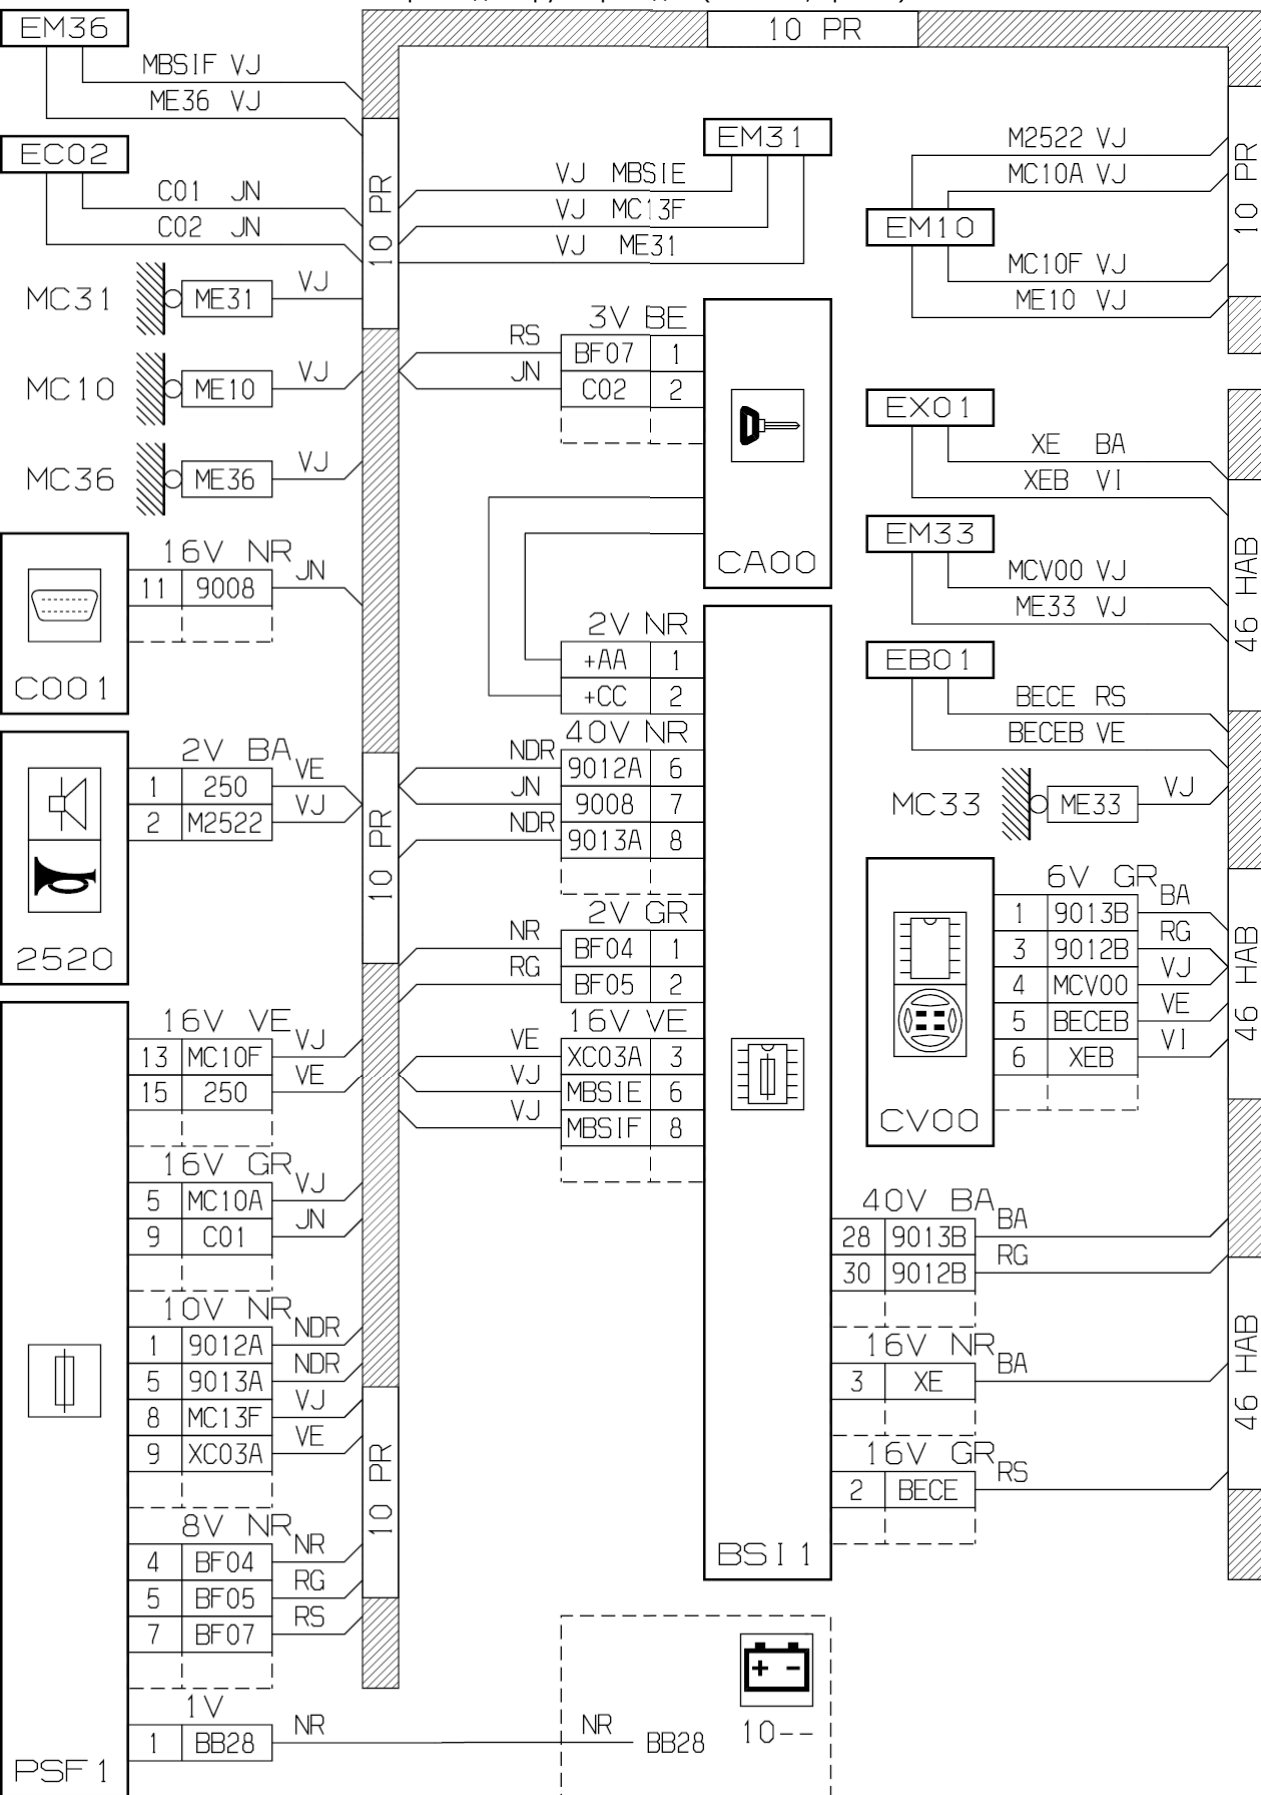 10 PR
EM36
MBSIF VJ
ME36 VJ
EC02
C01 JN
C02 JN
10 PR
MC31
ME31
VJ
MC10
ME10
VJ
MC36
ME36
VJ
C001
16V NR
11 9008
JN
2520
2V BA
1 250
VE
2 M2522
VJ
10 PR
PSF1
16V VE
13 MC10F
VJ
15 250
VE
16V GR
5 MC10A
VJ
9 C01
JN
10V NR
1 9012A
NDR
5 9013A
NDR
8 MC13F
VJ
9 XC03A
VE
10 PR
8V NR
4 BF04
NR
5 BF05
RG
7 BF07
RS
1V
1 BB28
NR
EM31
VJ MBSIE
VJ MC13F
VJ ME31
CA00
3V BE
RS
BF07 1
JN
C02 2
BSI1
2V NR
+AA 1
+CC 2
40V NR
NDR
9012A 6
JN
9008 7
NDR
9013A 8
2V GR
NR
BF04 1
RG
BF05 2
16V VE
VE
XC03A 3
VJ
MBSIE 6
VJ
MBSIF 8
40V BA
28 9013B
BA
30 9012B
RG
16V NR
3 XE
BA
16V GR
2 BECE
RS
NR
BB28
+ -
10--
M2522 VJ
MC10A VJ
EM10
MC10F VJ
ME10 VJ
10 PR
EX01
XE BA
XEB VI
EM33
MCV00 VJ
ME33 VJ
46 HAB
EB01
BECE RS
BECEB VE
MC33
ME33
VJ
CV00
6V GR
1 9013B
BA
3 9012B
RG
4 MCV00
VJ
5 BECEB
VE
6 XEB
VI
46 HAB
46 HAB